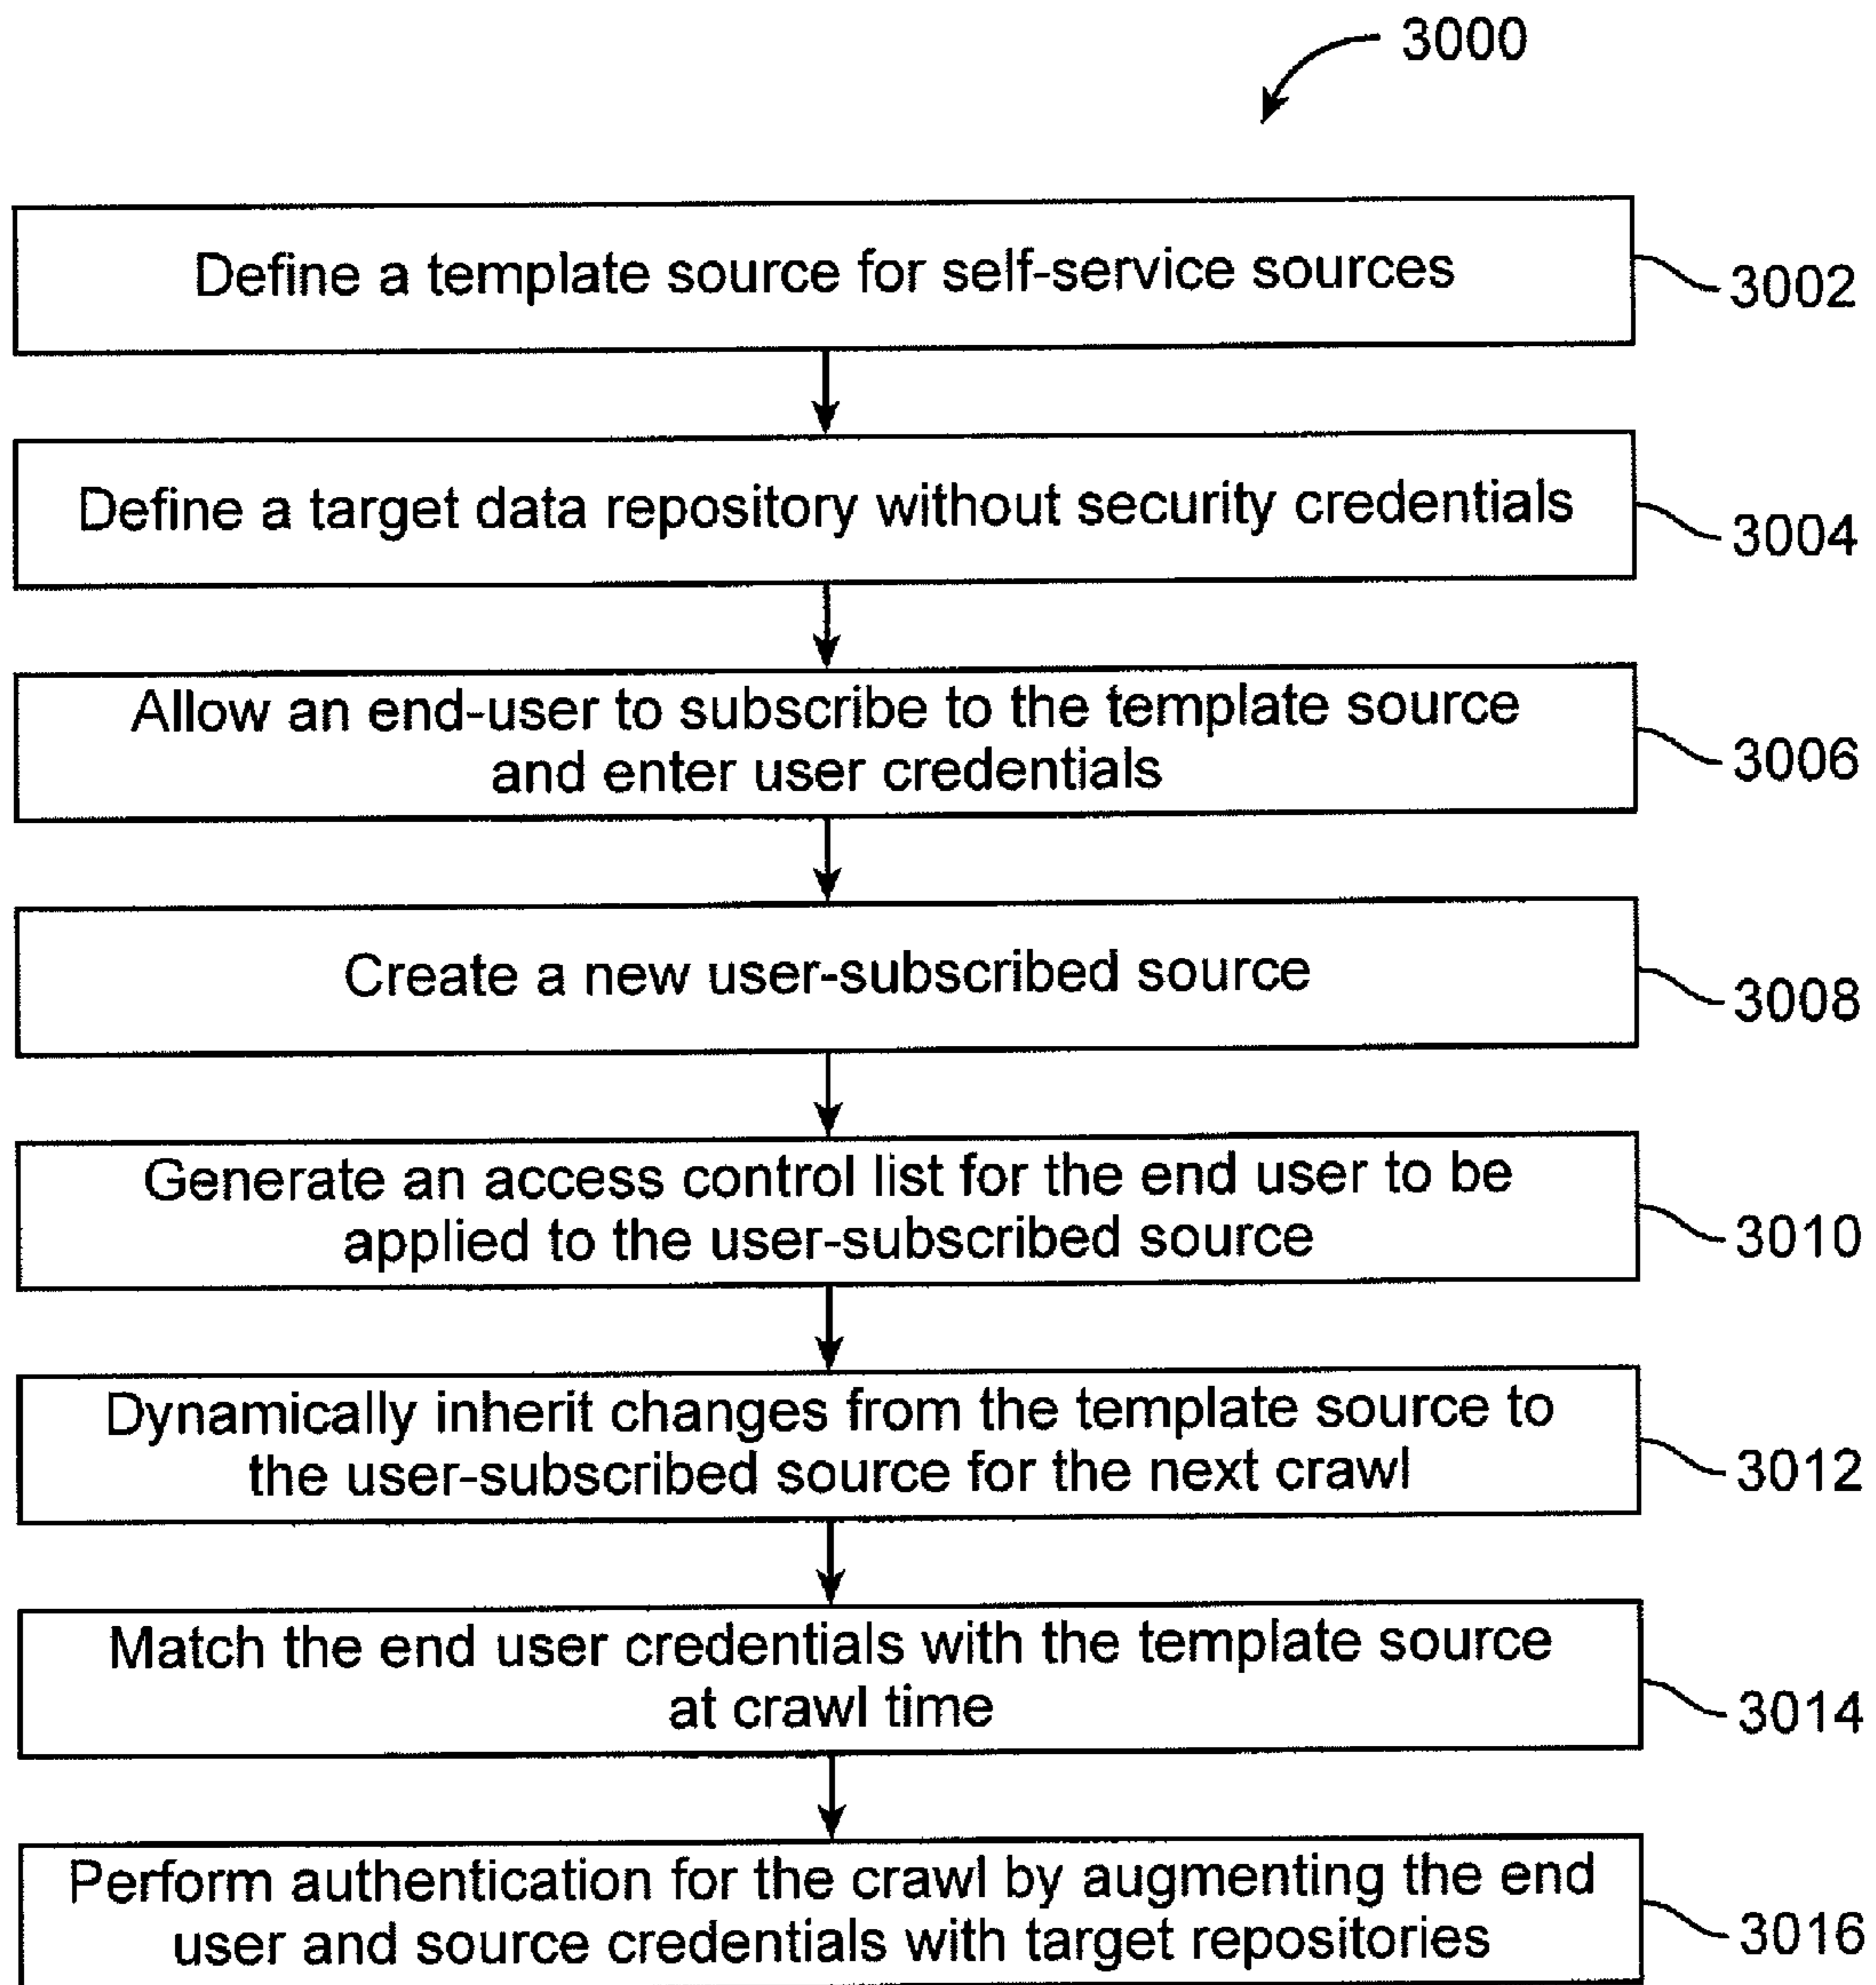 3000
Define a template source for self-service sources
3002
Define a target data repository without security credentials
3004
Allow an end-user to subscribe to the template source
and enter user credentials
3006
Create a new user-subscribed source
3008
Generate an access control list for the end user to be
applied to the user-subscribed source
3010
Dynamically inherit changes from the template source to
the user-subscribed source for the next crawl
3012
Match the end user credentials with the template source
at crawl time
3014
Perform authentication for the crawl by augmenting the end
user and source credentials with target repositories
3016